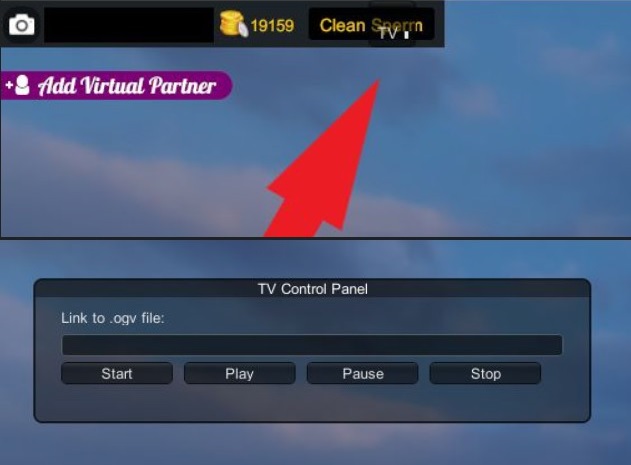 19159
Clean Sperm
TV
Add Virtual Partner
TV Control Panel
Link to .ogv file:
Start Play Pause Stop